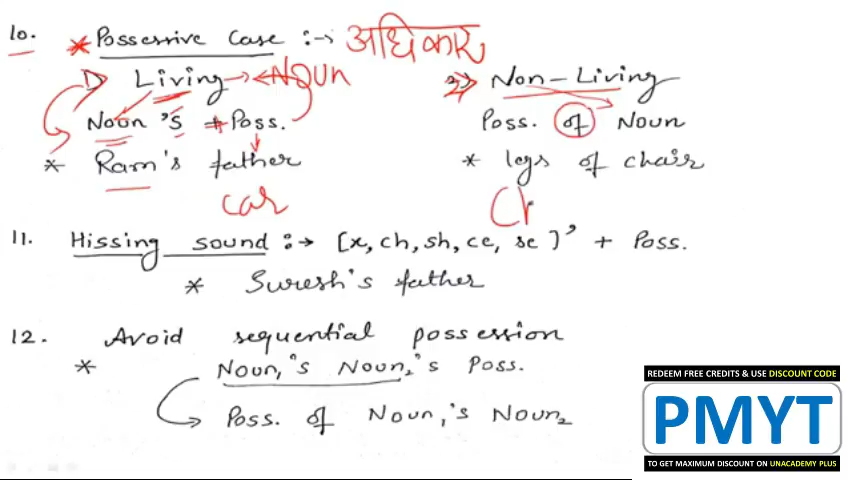 10. * Possessive Case :→ अधिकार
1) Living → NOUN
Noun 's + Poss.
* Ram's father
car
2) Non-Living
Poss. of Noun
* legs of chair
Ch
11. Hissing sound :→ [x, ch, sh, ce, se]' + Poss.
* Suresh's father
12. Avoid sequential possession
* Noun₁'s Noun₂'s Poss.
Poss. of Noun₁'s Noun₂
REDEEM FREE CREDITS & USE DISCOUNT CODE
PMYT
TO GET MAXIMUM DISCOUNT ON UNACADEMY PLUS